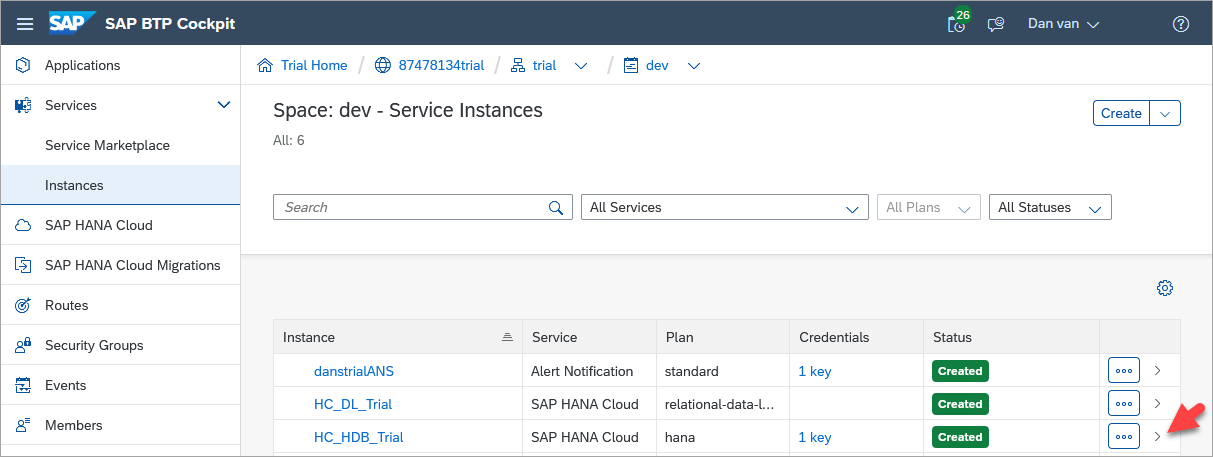 SAP SAP BTP Cockpit 26 Dan van
Applications
Services
Service Marketplace
Instances
SAP HANA Cloud
SAP HANA Cloud Migrations
Routes
Security Groups
Events
Members
Trial Home / 87478134trial / trial / dev
Space: dev - Service Instances
Create
All: 6
Search All Services All Plans All Statuses
Instance Service Plan Credentials Status
danstrialANS Alert Notification standard 1 key Created
HC_DL_Trial SAP HANA Cloud relational-data-l... Created
HC_HDB_Trial SAP HANA Cloud hana 1 key Created